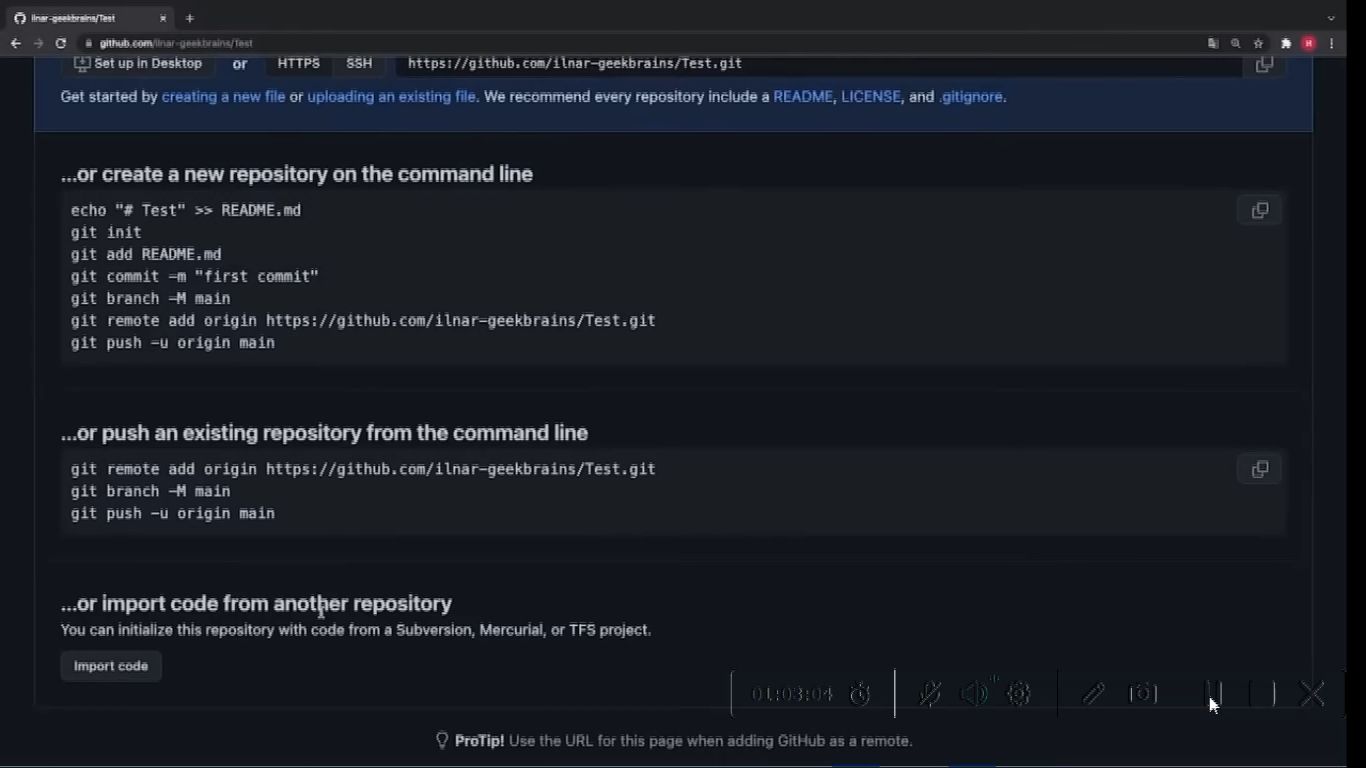 ilnar-geekbrains/Test
github.com/ilnar-geekbrains/Test
Set up in Desktop or HTTPS SSH https://github.com/ilnar-geekbrains/Test.git
Get started by creating a new file or uploading an existing file. We recommend every repository include a README, LICENSE, and .gitignore.
...or create a new repository on the command line
echo "# Test" >> README.md
git init
git add README.md
git commit -m "first commit"
git branch -M main
git remote add origin https://github.com/ilnar-geekbrains/Test.git
git push -u origin main
...or push an existing repository from the command line
git remote add origin https://github.com/ilnar-geekbrains/Test.git
git branch -M main
git push -u origin main
...or import code from another repository
You can initialize this repository with code from a Subversion, Mercurial, or TFS project.
Import code
01:03:04
ProTip! Use the URL for this page when adding GitHub as a remote.